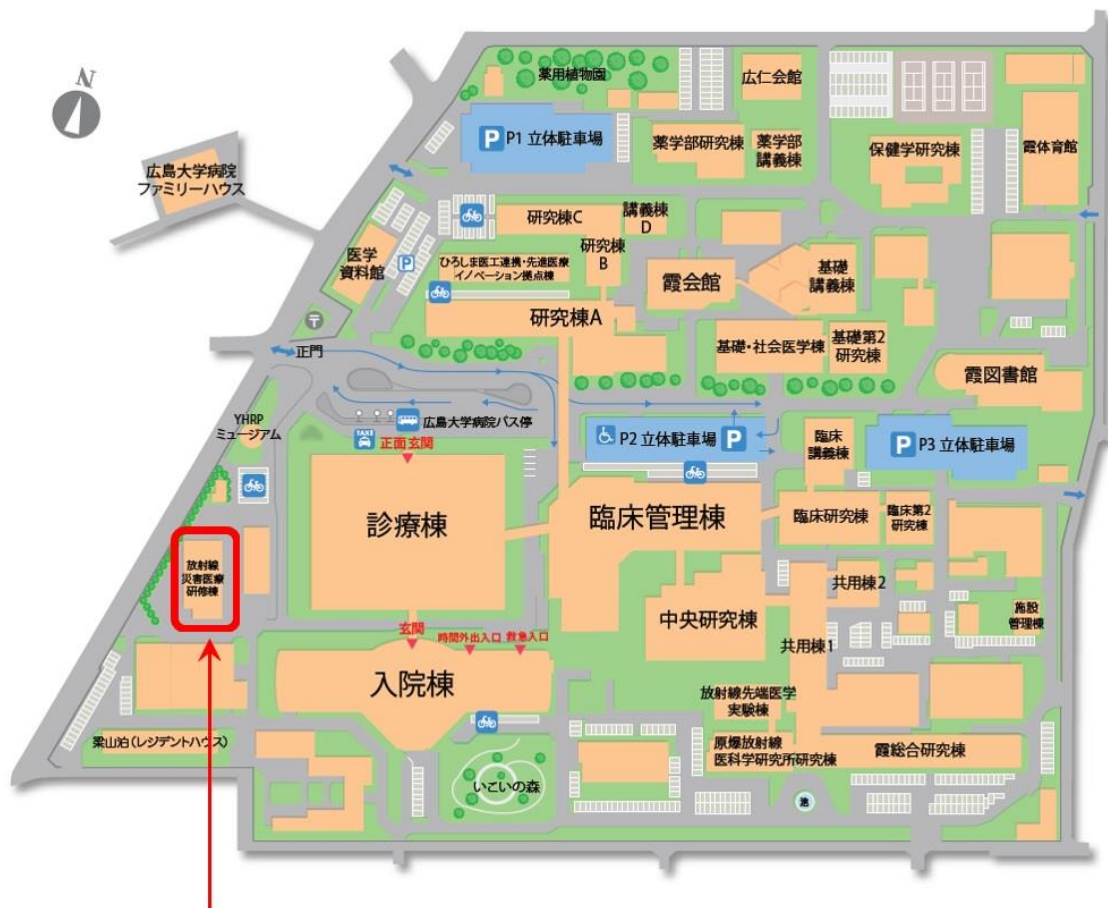 N
薬用植物園
広仁会館
P P1 立体駐車場
薬学部研究棟
薬学部
講義棟
保健学研究棟
霞体育館
広島大学病院
ファミリーハウス
研究棟C
講義棟
D
医学
資料館
P
ひろしま医工連携・先進医療
イノベーション拠点棟
研究棟
B
霞会館
基礎
講義棟
研究棟A
〒
正門
基礎・社会医学棟
基礎第2
研究棟
霞図書館
YHRP
ミュージアム
広島大学病院バス停
TAXI
正面玄関
P2 立体駐車場 P
臨床
講義棟
P P3 立体駐車場
診療棟
臨床管理棟
臨床研究棟
臨床第2
研究棟
放射線
災害医療
研修棟
共用棟2
中央研究棟
施設
管理棟
玄関
時間外出入口
救急入口
共用棟1
入院棟
放射線先端医学
実験棟
梁山泊(レジデントハウス)
原爆放射線
医科学研究所研究棟
霞総合研究棟
いこいの森
池